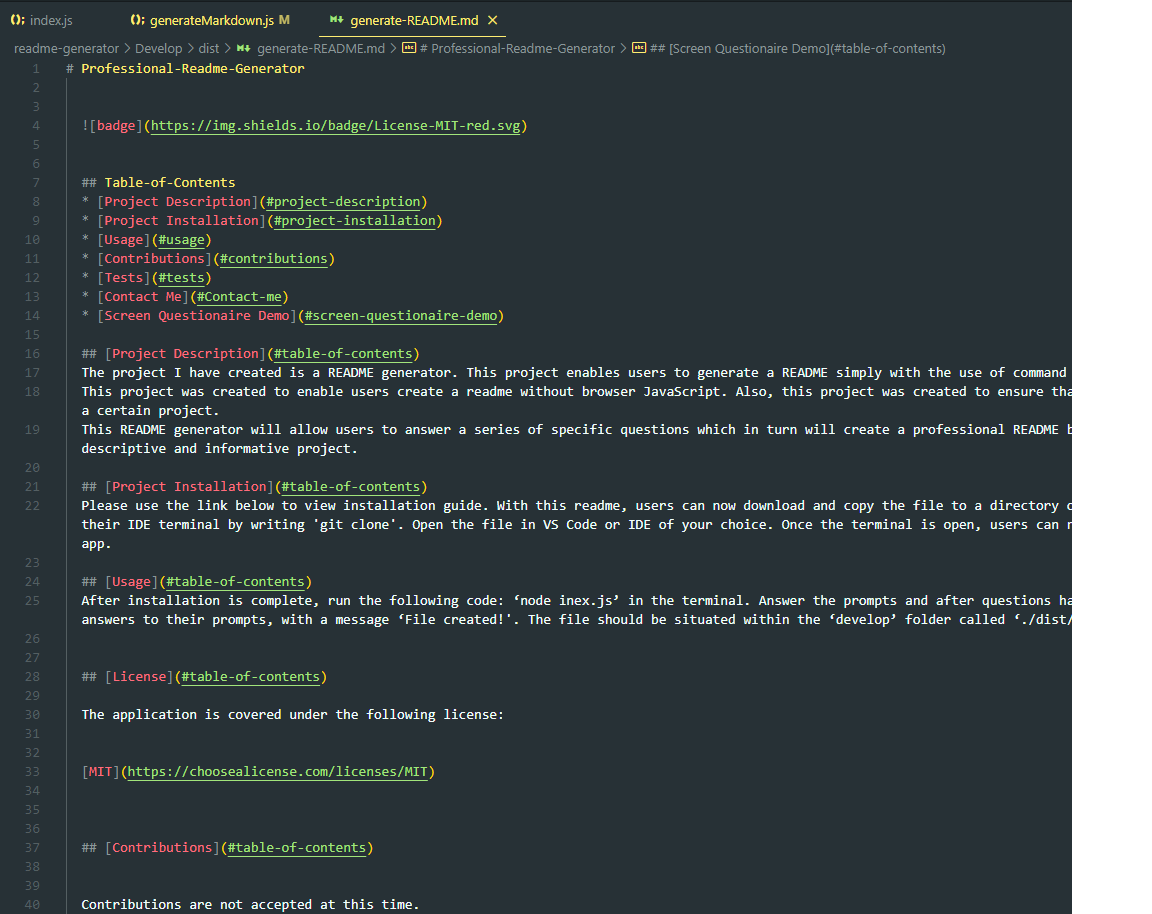 index.js generateMarkdown.js M generate-README.md ×
readme-generator > Develop > dist > generate-README.md > abc # Professional-Readme-Generator > abc ## [Screen Questionaire Demo](#table-of-contents)
1 # Professional-Readme-Generator
2
3
4 ![badge](https://img.shields.io/badge/License-MIT-red.svg)
5
6
7 ## Table-of-Contents
8 * [Project Description](#project-description)
9 * [Project Installation](#project-installation)
10 * [Usage](#usage)
11 * [Contributions](#contributions)
12 * [Tests](#tests)
13 * [Contact Me](#Contact-me)
14 * [Screen Questionaire Demo](#screen-questionaire-demo)
15
16 ## [Project Description](#table-of-contents)
17 The project I have created is a README generator. This project enables users to generate a README simply with the use of command
18 This project was created to enable users create a readme without browser JavaScript. Also, this project was created to ensure tha
a certain project.
19 This README generator will allow users to answer a series of specific questions which in turn will create a professional README b
descriptive and informative project.
20
21 ## [Project Installation](#table-of-contents)
22 Please use the link below to view installation guide. With this readme, users can now download and copy the file to a directory o
their IDE terminal by writing 'git clone'. Open the file in VS Code or IDE of your choice. Once the terminal is open, users can
app.
23
24 ## [Usage](#table-of-contents)
25 After installation is complete, run the following code: ‘node inex.js’ in the terminal. Answer the prompts and after questions ha
answers to their prompts, with a message ‘File created!'. The file should be situated within the ‘develop’ folder called ‘./dist/
26
27
28 ## [License](#table-of-contents)
29
30 The application is covered under the following license:
31
32
33 [MIT](https://choosealicense.com/licenses/MIT)
34
35
36
37 ## [Contributions](#table-of-contents)
38
39
40 Contributions are not accepted at this time.